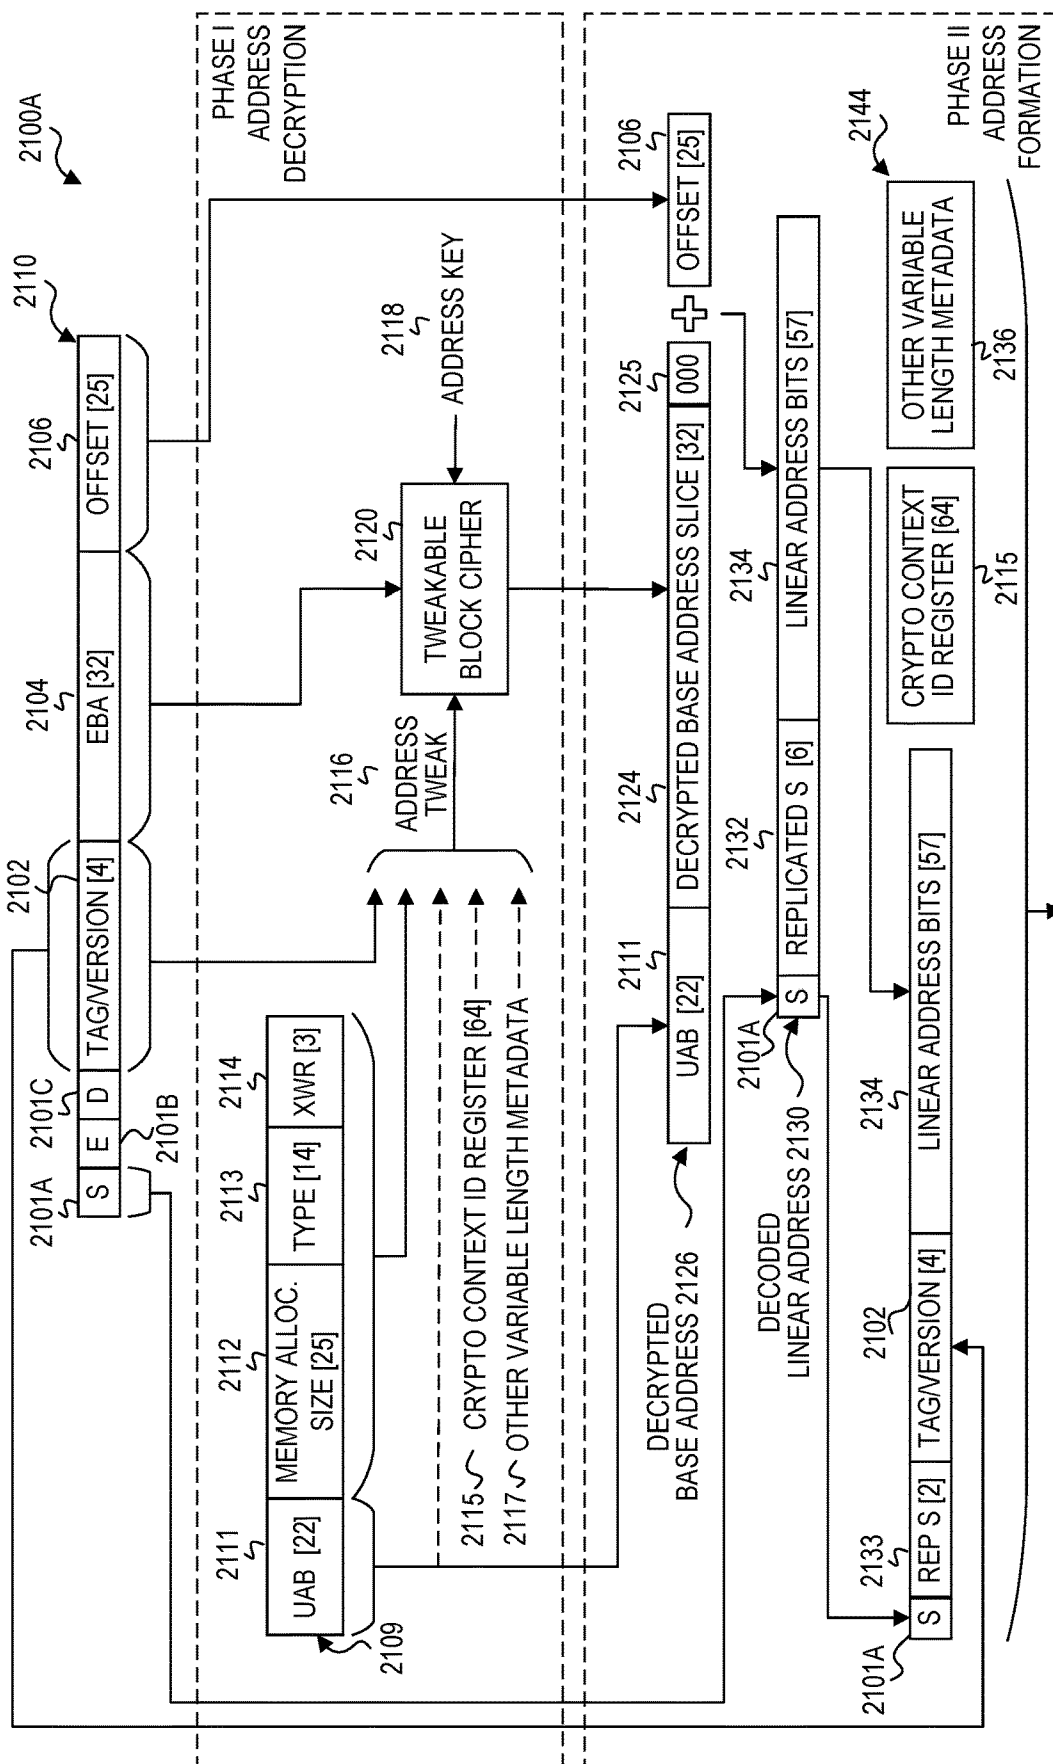 2100A
2110
2101A
2101C
2101B
2102
2104
2106
S
E
D
TAG/VERSION [4]
EBA [32]
OFFSET [25]
PHASE I
ADDRESS
DECRYPTION
2111
2112
2113
2114
UAB [22]
MEMORY ALLOC.
SIZE [25]
TYPE [14]
XWR [3]
2109
2116
ADDRESS
TWEAK
2120
TWEAKABLE
BLOCK CIPHER
2118
ADDRESS KEY
2115 CRYPTO CONTEXT ID REGISTER [64]
2117 OTHER VARIABLE LENGTH METADATA
PHASE II
ADDRESS
FORMATION
2111
2124
2125
2106
UAB [22]
DECRYPTED BASE ADDRESS SLICE [32]
000
OFFSET [25]
DECRYPTED
BASE ADDRESS 2126
2101A
2132
2134
S
REPLICATED S [6]
LINEAR ADDRESS BITS [57]
DECODED
LINEAR ADDRESS 2130
2144
2101A
2133
2102
2134
S
REP S [2]
TAG/VERSION [4]
LINEAR ADDRESS BITS [57]
CRYPTO CONTEXT
ID REGISTER [64]
2115
OTHER VARIABLE
LENGTH METADATA
2136